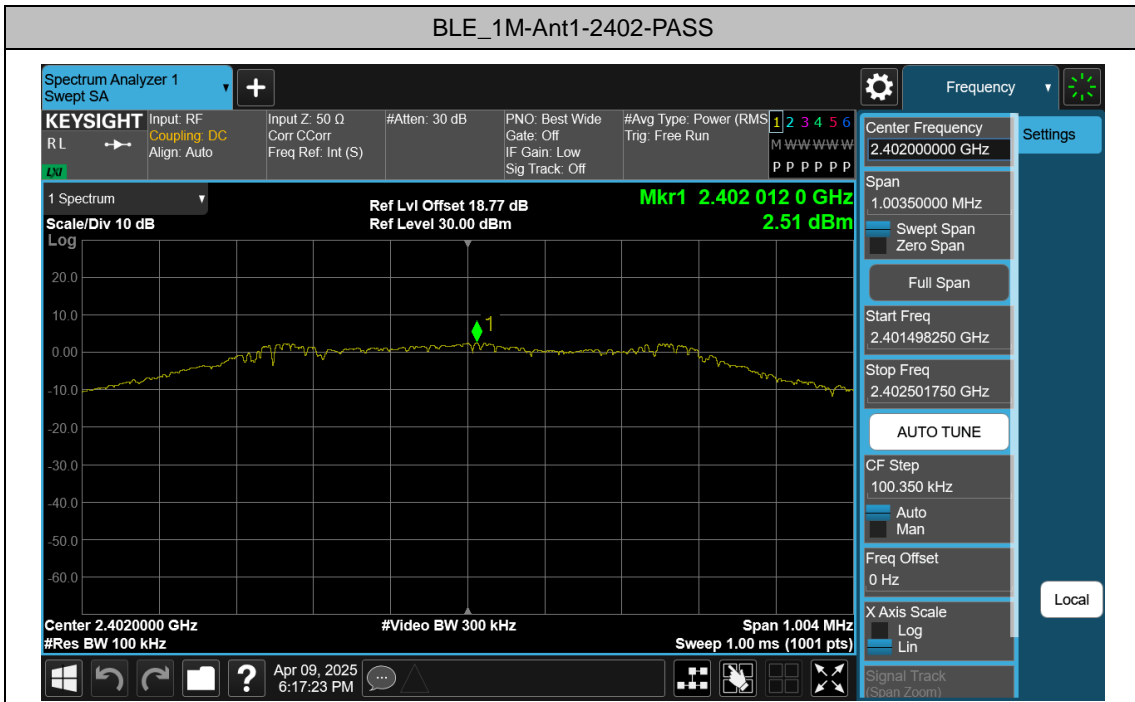 BLE_1M-Ant1-2402-PASS
Spectrum Analyzer 1
Swept SA
+
Frequency
KEYSIGHT
RL
LXI
Input: RF
Coupling: DC
Align: Auto
Input Z: 50 Ω
Corr CCorr
Freq Ref: Int (S)
#Atten: 30 dB
PNO: Best Wide
Gate: Off
IF Gain: Low
Sig Track: Off
#Avg Type: Power (RMS
Trig: Free Run
1 2 3 4 5 6
M W W W W W
P P P P P P
Center Frequency
2.402000000 GHz
Settings
1 Spectrum
Scale/Div 10 dB
Ref Lvl Offset 18.77 dB
Ref Level 30.00 dBm
Mkr1 2.402 012 0 GHz
2.51 dBm
Span
1.00350000 MHz
Swept Span
Zero Span
Full Span
Start Freq
2.401498250 GHz
Stop Freq
2.402501750 GHz
AUTO TUNE
CF Step
100.350 kHz
Auto
Man
Freq Offset
0 Hz
X Axis Scale
Log
Lin
Signal Track
(Span Zoom)
Local
Log
20.0
10.0
0.00
-10.0
-20.0
-30.0
-40.0
-50.0
-60.0
1
Center 2.4020000 GHz
#Res BW 100 kHz
#Video BW 300 kHz
Span 1.004 MHz
Sweep 1.00 ms (1001 pts)
?
Apr 09, 2025
6:17:23 PM